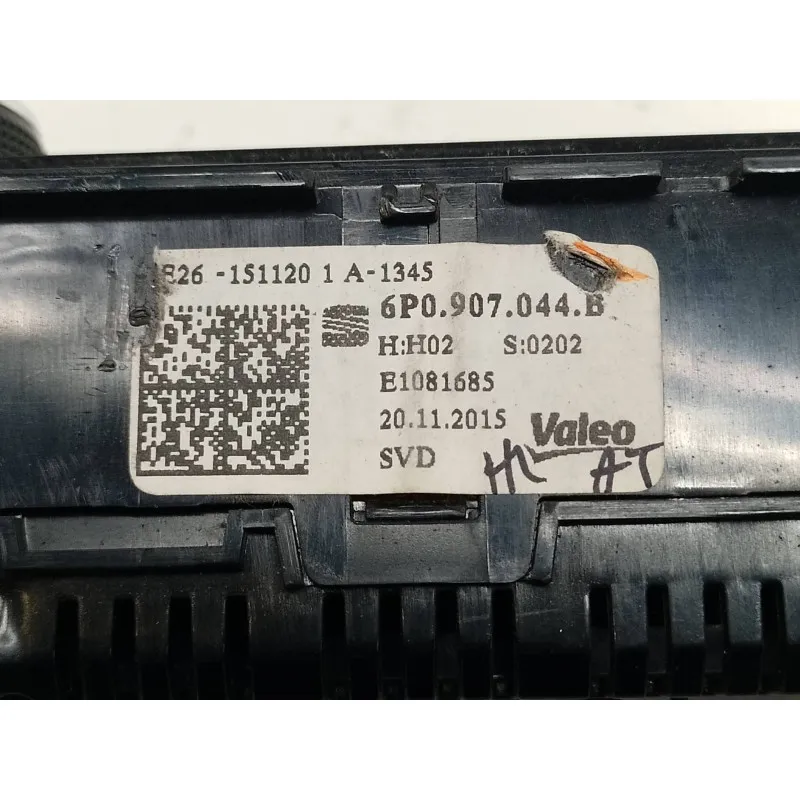 E26 -151120 1 A-1345
6P0.907.044.B
H:H02 S:0202
E1081685
20.11.2015 Valeo
SVD
AT